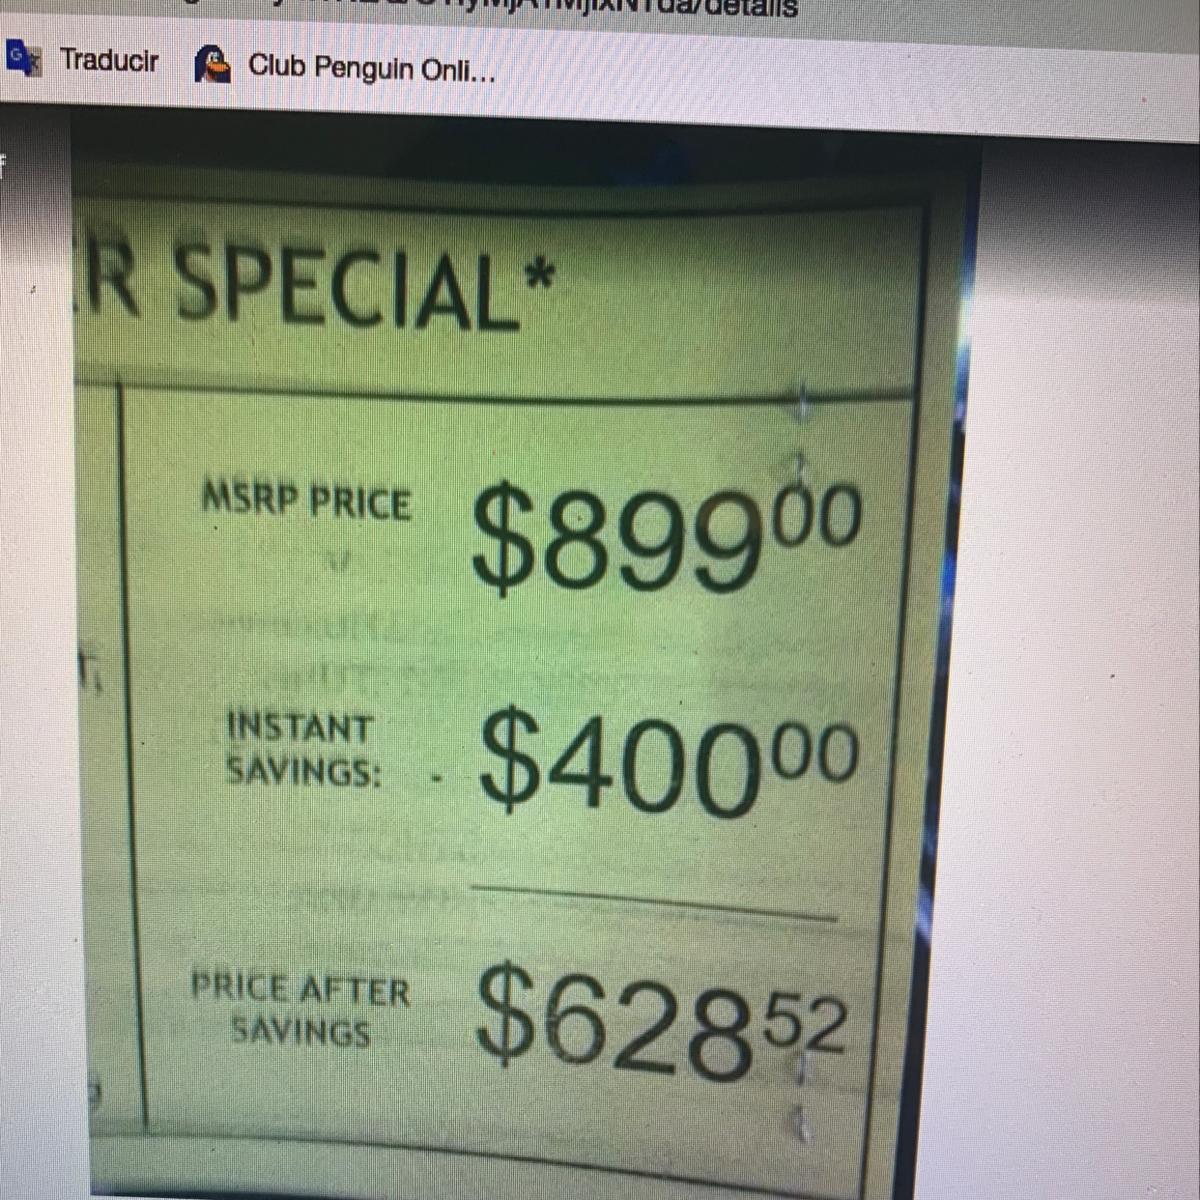 Traducir Club Penguin Onli...
R SPECIAL*
MSRP PRICE $899⁰⁰
INSTANT
SAVINGS: - $400⁰⁰
PRICE AFTER
SAVINGS $628⁵²